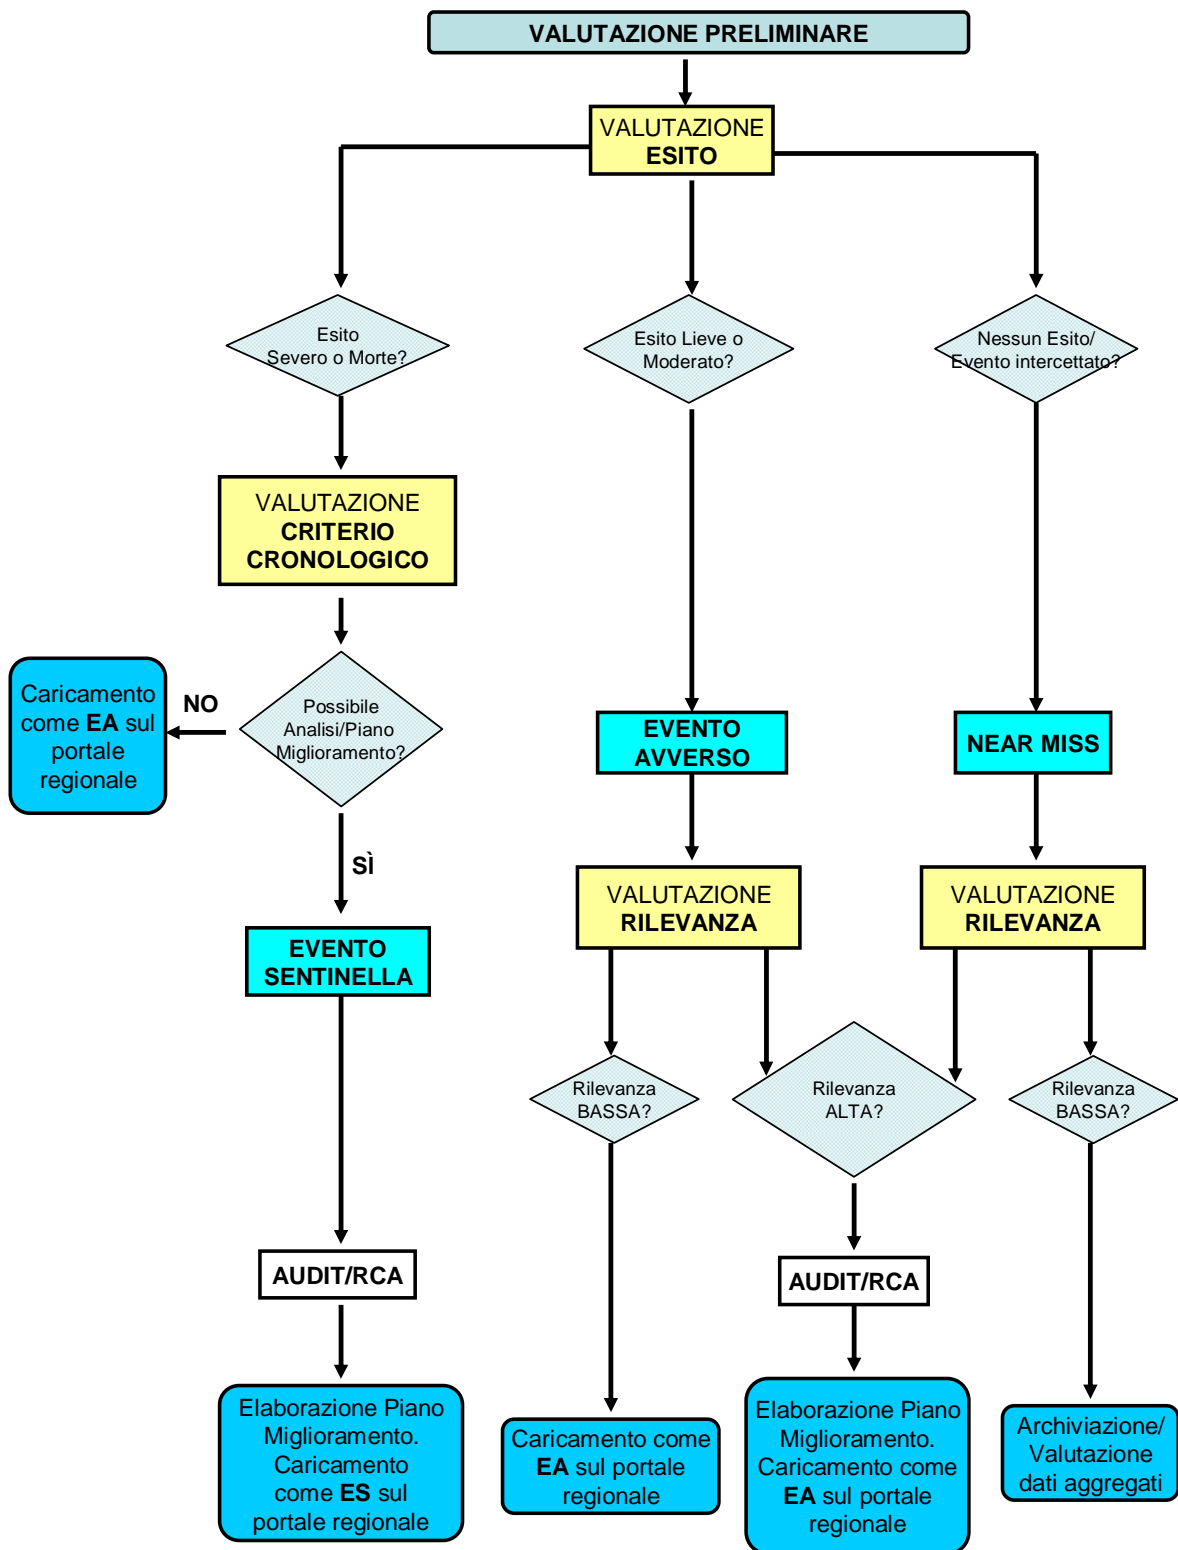 VALUTAZIONE PRELIMINARE
VALUTAZIONE
ESITO
Esito
Severo o Morte?
Esito Lieve o
Moderato?
Nessun Esito/
Evento intercettato?
VALUTAZIONE
CRITERIO
CRONOLOGICO
Caricamento
come EA sul
portale
regionale
NO
Possibile
Analisi/Piano
Miglioramento?
EVENTO
AVVERSO
NEAR MISS
SÌ
VALUTAZIONE
RILEVANZA
VALUTAZIONE
RILEVANZA
EVENTO
SENTINELLA
Rilevanza
BASSA?
Rilevanza
ALTA?
Rilevanza
BASSA?
AUDIT/RCA
AUDIT/RCA
Elaborazione Piano
Miglioramento.
Caricamento
come ES sul
portale regionale
Caricamento come
EA sul portale
regionale
Elaborazione Piano
Miglioramento.
Caricamento come
EA sul portale
regionale
Archiviazione/
Valutazione
dati aggregati